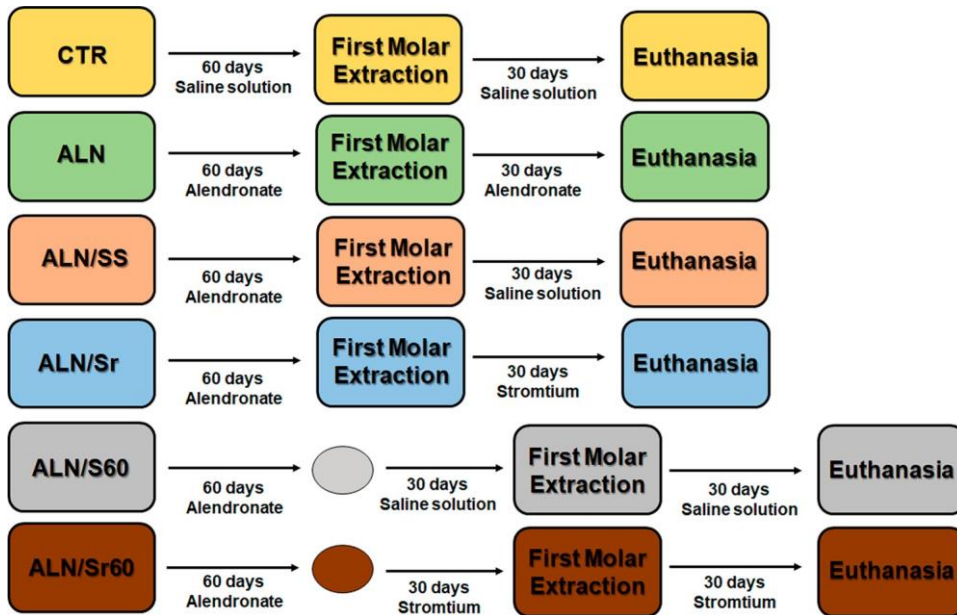 CTR
60 days
Saline solution
First Molar
Extraction
30 days
Saline solution
Euthanasia
ALN
60 days
Alendronate
First Molar
Extraction
30 days
Alendronate
Euthanasia
ALN/SS
60 days
Alendronate
First Molar
Extraction
30 days
Saline solution
Euthanasia
ALN/Sr
60 days
Alendronate
First Molar
Extraction
30 days
Stromtium
Euthanasia
ALN/S60
60 days
Alendronate
30 days
Saline solution
First Molar
Extraction
30 days
Saline solution
Euthanasia
ALN/Sr60
60 days
Alendronate
30 days
Stromtium
First Molar
Extraction
30 days
Stromtium
Euthanasia